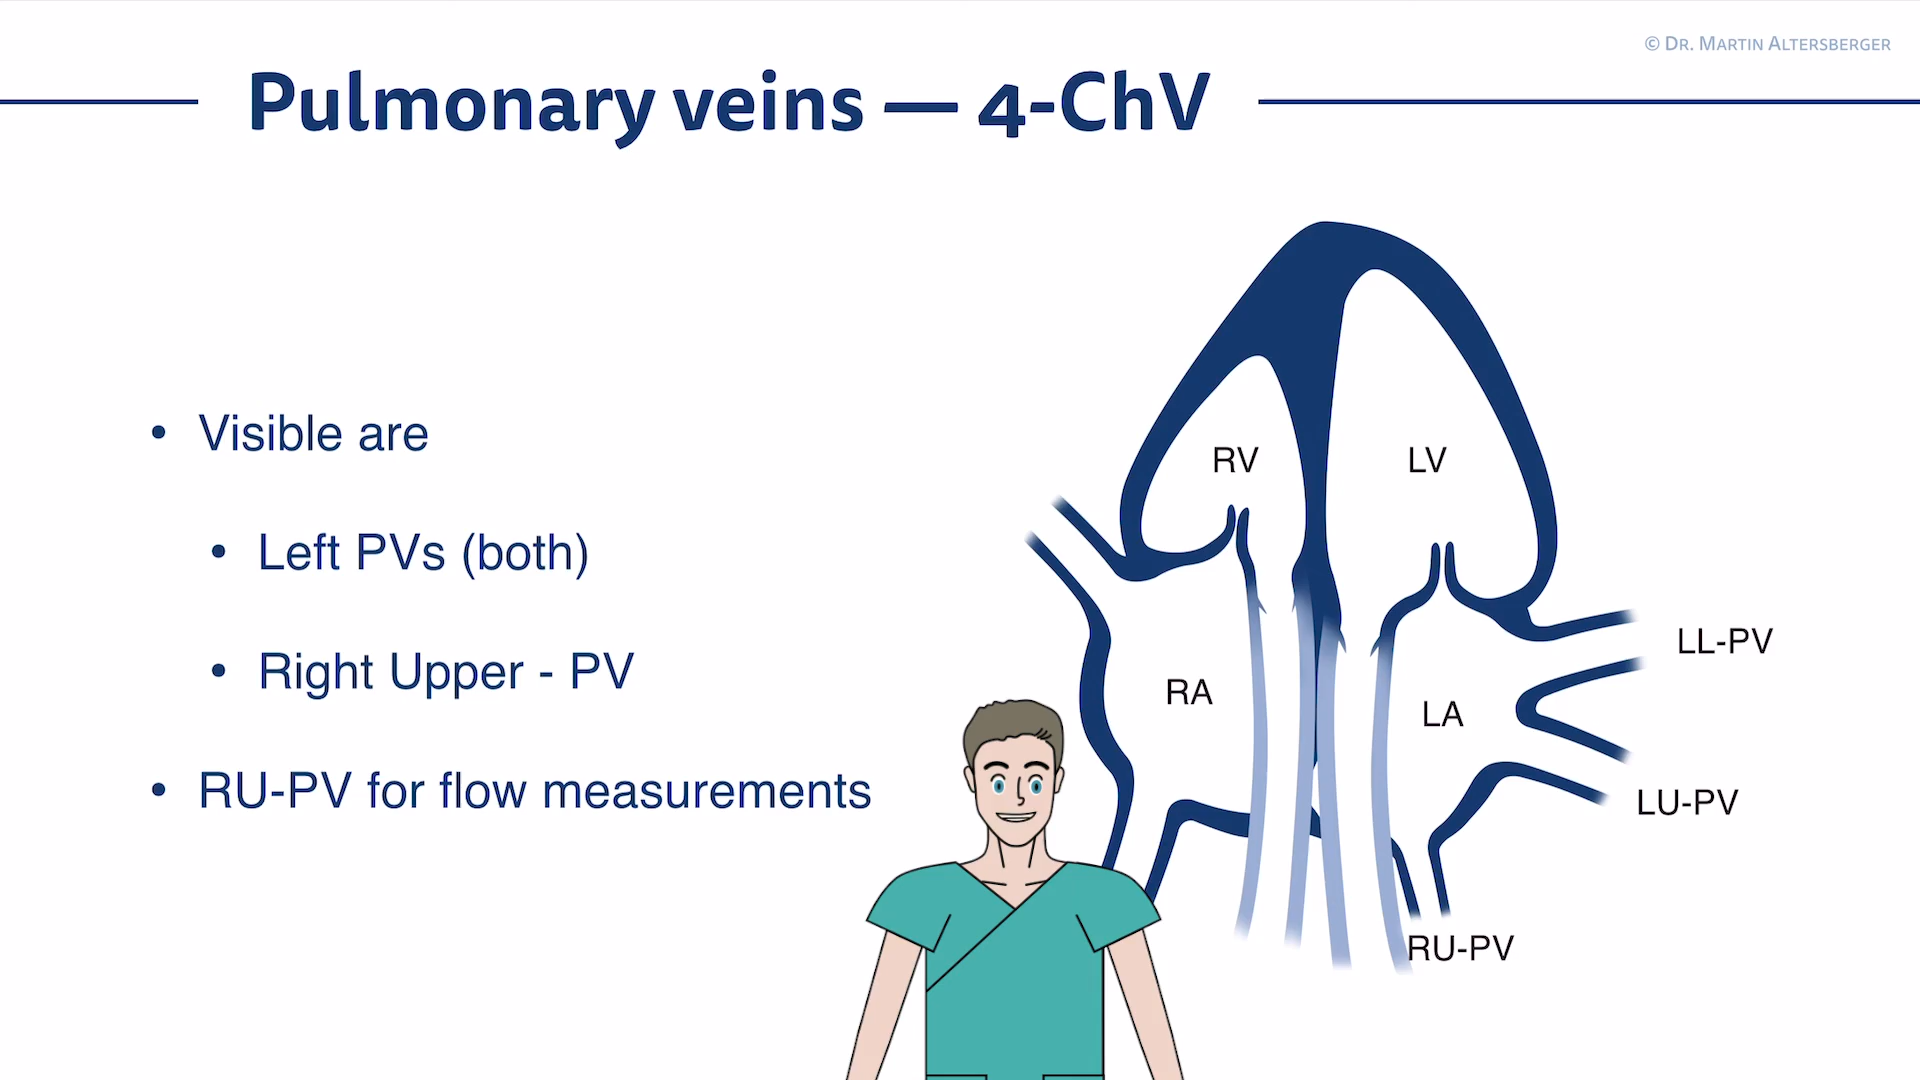 © DR. MARTIN ALTERSBERGER
Pulmonary veins — 4-ChV
• Visible are
• Left PVs (both)
• Right Upper - PV
• RU-PV for flow measurements
RV
LV
LL-PV
RA
LA
LU-PV
RU-PV